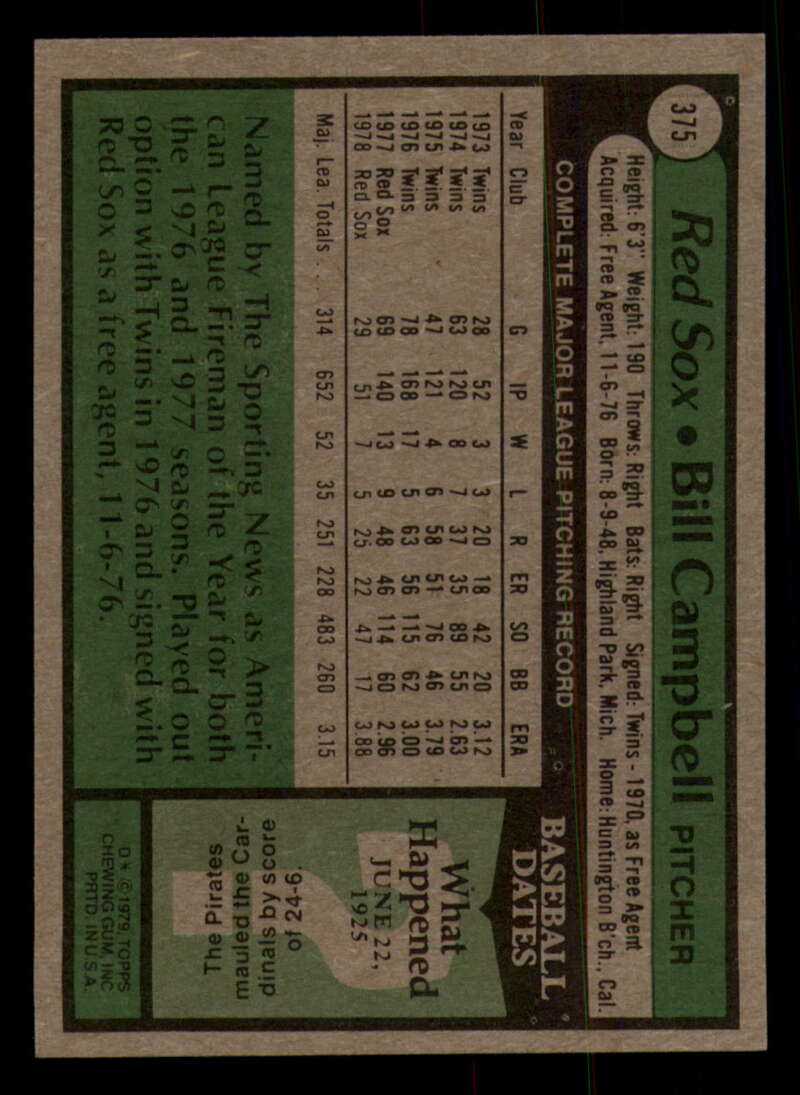 375
Red Sox • Bill Campbell PITCHER
Height: 6'3" Weight: 190 Throws: Right Bats: Right Signed: Twins - 1970, as Free Agent
Acquired: Free Agent, 11-6-76 Born: 8-9-48, Highland Park, Mich. Home: Huntington B'ch., Cal.
COMPLETE MAJOR LEAGUE PITCHING RECORD
Year Club G IP W L R ER SO BB ERA
1973 Twins 28 52 3 3 20 18 42 20 3.12
1974 Twins 63 120 8 7 37 35 89 55 2.63
1975 Twins 47 121 4 6 58 51 76 46 3.79
1976 Twins 78 168 17 5 63 56 115 62 3.00
1977 Red Sox 69 140 13 9 48 46 114 60 2.96
1978 Red Sox 29 51 7 5 25 22 47 17 3.88
Maj. Lea. Totals . . . 314 652 52 35 251 228 483 260 3.15
Named by The Sporting News as Ameri-
can League Fireman of the Year for both
the 1976 and 1977 seasons. Played out
option with Twins in 1976 and signed with
Red Sox as a free agent, 11-6-76.
BASEBALL
DATES
What
Happened
JUNE 22,
1925
?
The Pirates
mauled the Car-
dinals by score
of 24-6.
D* © 1979, TOPPS
CHEWING GUM, INC
PRTD. IN U.S.A.